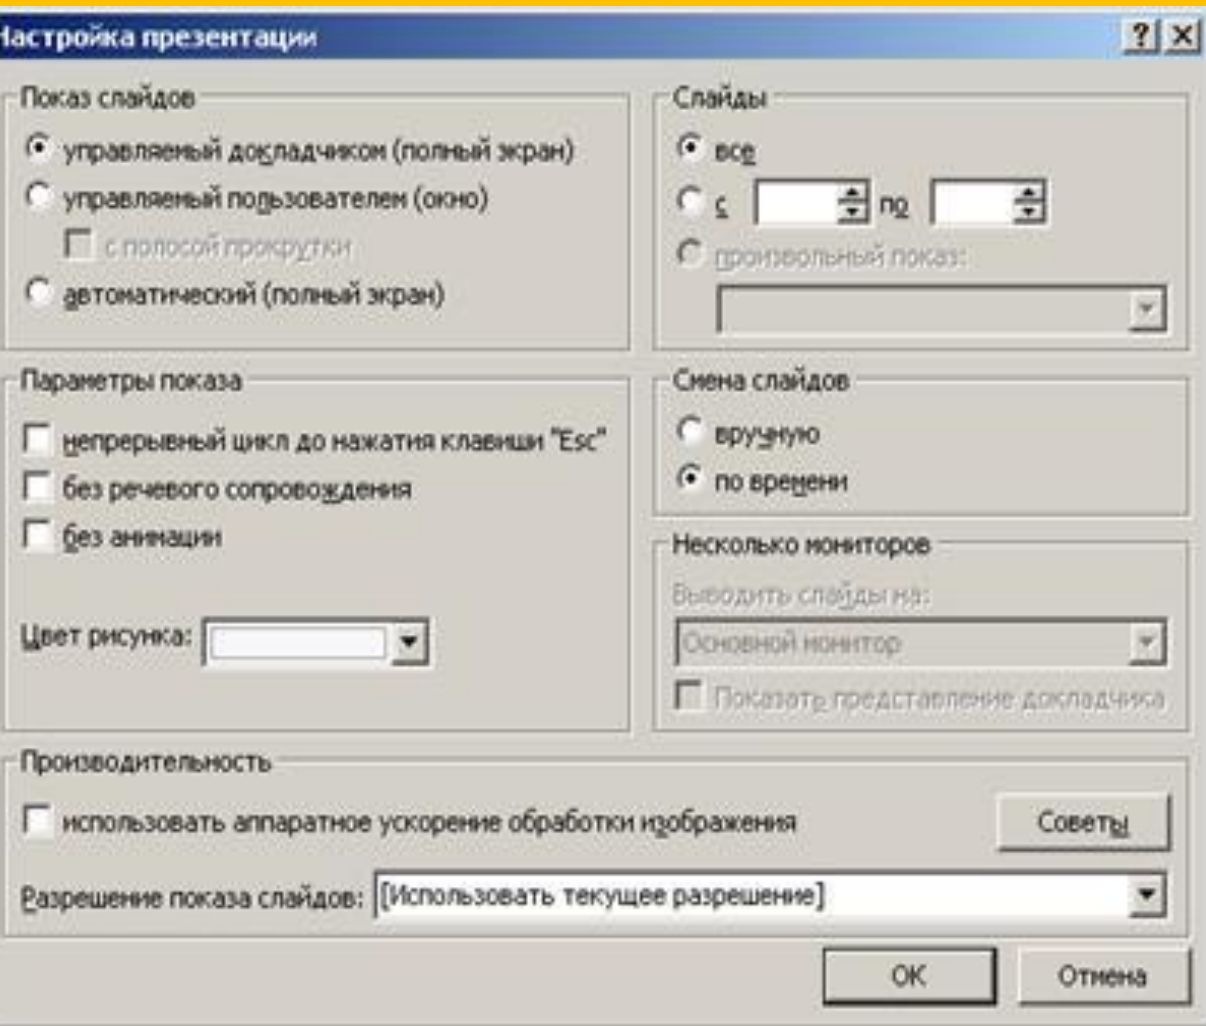 Настройка презентации
Показ слайдов
управляемый докладчиком (полный экран)
управляемый пользователем (окно)
с полосой прокрутки
автоматический (полный экран)
Слайды
все
с по
произвольный показ:
Параметры показа
непрерывный цикл до нажатия клавиши "Esc"
без речевого сопровождения
без анимации
Цвет рисунка:
Смена слайдов
вручную
по времени
Несколько мониторов
Выводить слайды на:
Основной монитор
Показать представление докладчика
Производительность
использовать аппаратное ускорение обработки изображения
Советы
Разрешение показа слайдов: [Использовать текущее разрешение]
ОК Отмена